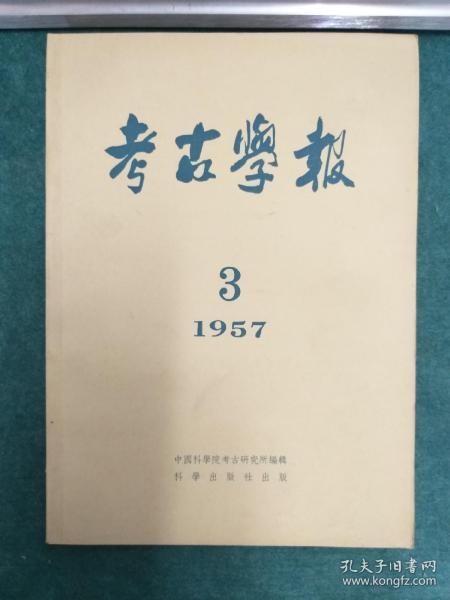 考古學報
3
1957
中國科學院考古研究所編輯
科學出版社出版
孔夫子旧书网
www.kongfz.com